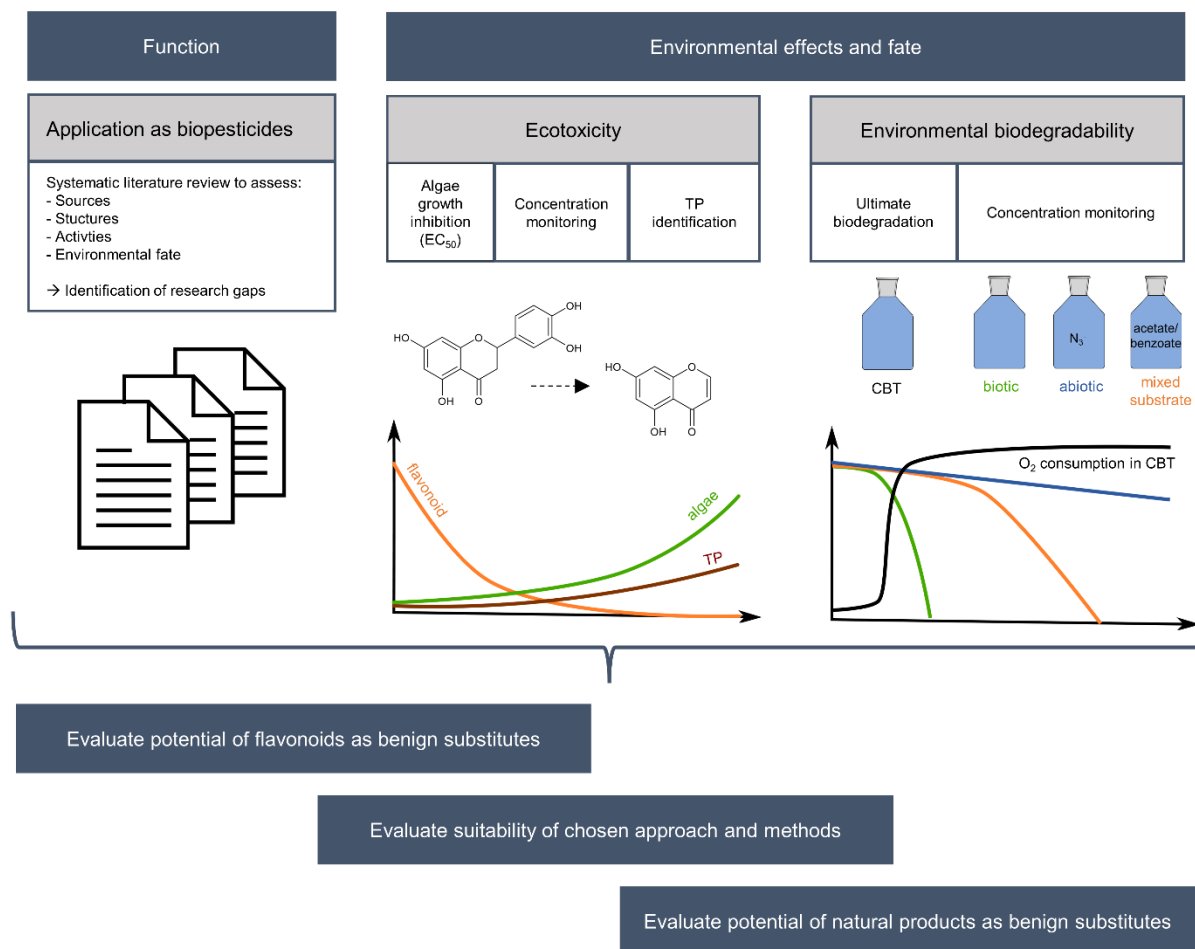 Function
Environmental effects and fate
Application as biopesticides
Systematic literature review to assess:
- Sources
- Stuctures
- Activties
- Environmental fate
→ Identification of research gaps
Ecotoxicity
Algae
growth
inhibition
(EC₅₀)
Concentration
monitoring
TP
identification
Environmental biodegradability
Ultimate
biodegradation
Concentration monitoring
HO
O
OH
OH
OH
O
HO
O
OH
O
CBT
biotic
N₃
abiotic
acetate/
benzoate
mixed
substrate
flavonoid
algae
TP
O₂ consumption in CBT
Evaluate potential of flavonoids as benign substitutes
Evaluate suitability of chosen approach and methods
Evaluate potential of natural products as benign substitutes